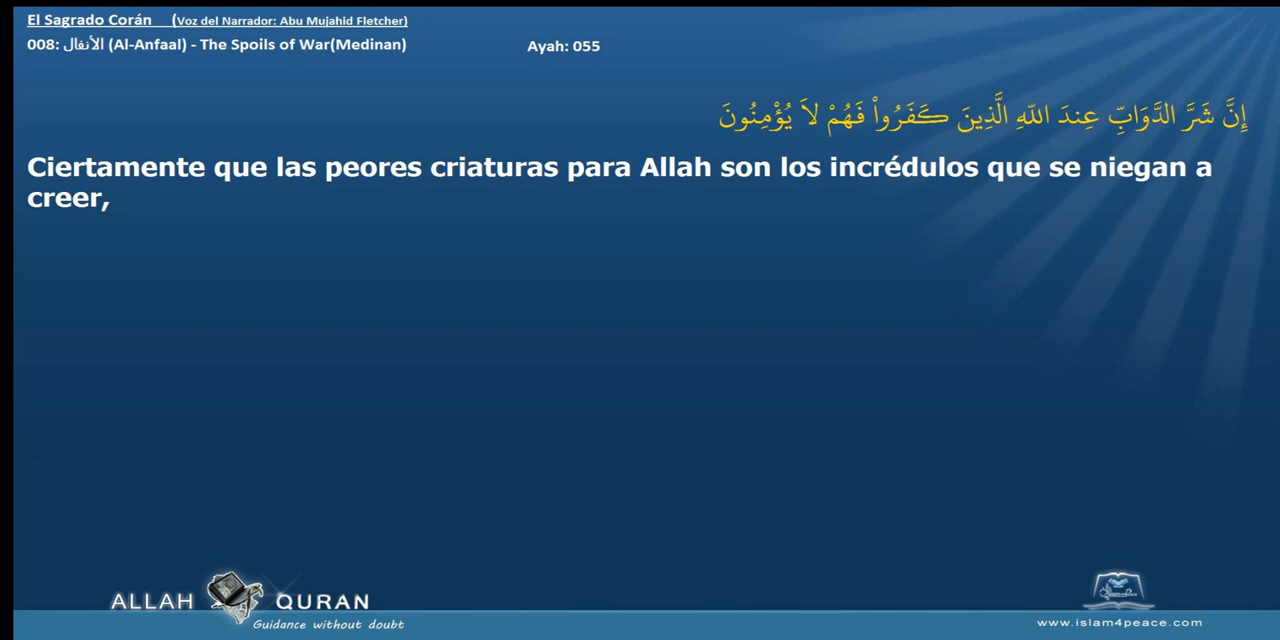 El Sagrado Corán (Voz del Narrador: Abu Mujahid Fletcher)
008: الأنفال (Al-Anfaal) - The Spoils of War(Medinan) Ayah: 055
إِنَّ شَرَّ الدَّوَابِّ عِندَ اللّهِ الَّذِينَ كَفَرُواْ فَهُمْ لاَ يُؤْمِنُونَ
Ciertamente que las peores criaturas para Allah son los incrédulos que se niegan a
creer,
ALLAH QURAN
Guidance without doubt
www.islam4peace.com